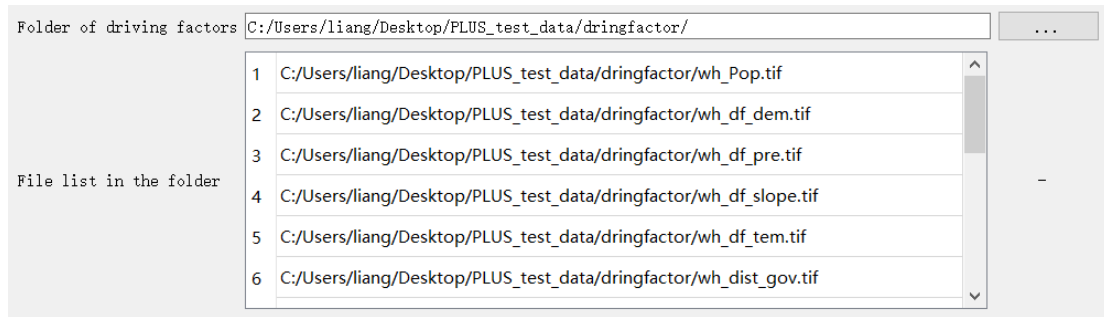 Folder of driving factors C:/Users/liang/Desktop/PLUS_test_data/dringfactor/ ...
1 C:/Users/liang/Desktop/PLUS_test_data/dringfactor/wh_Pop.tif
2 C:/Users/liang/Desktop/PLUS_test_data/dringfactor/wh_df_dem.tif
3 C:/Users/liang/Desktop/PLUS_test_data/dringfactor/wh_df_pre.tif
File list in the folder -
4 C:/Users/liang/Desktop/PLUS_test_data/dringfactor/wh_df_slope.tif
5 C:/Users/liang/Desktop/PLUS_test_data/dringfactor/wh_df_tem.tif
6 C:/Users/liang/Desktop/PLUS_test_data/dringfactor/wh_dist_gov.tif